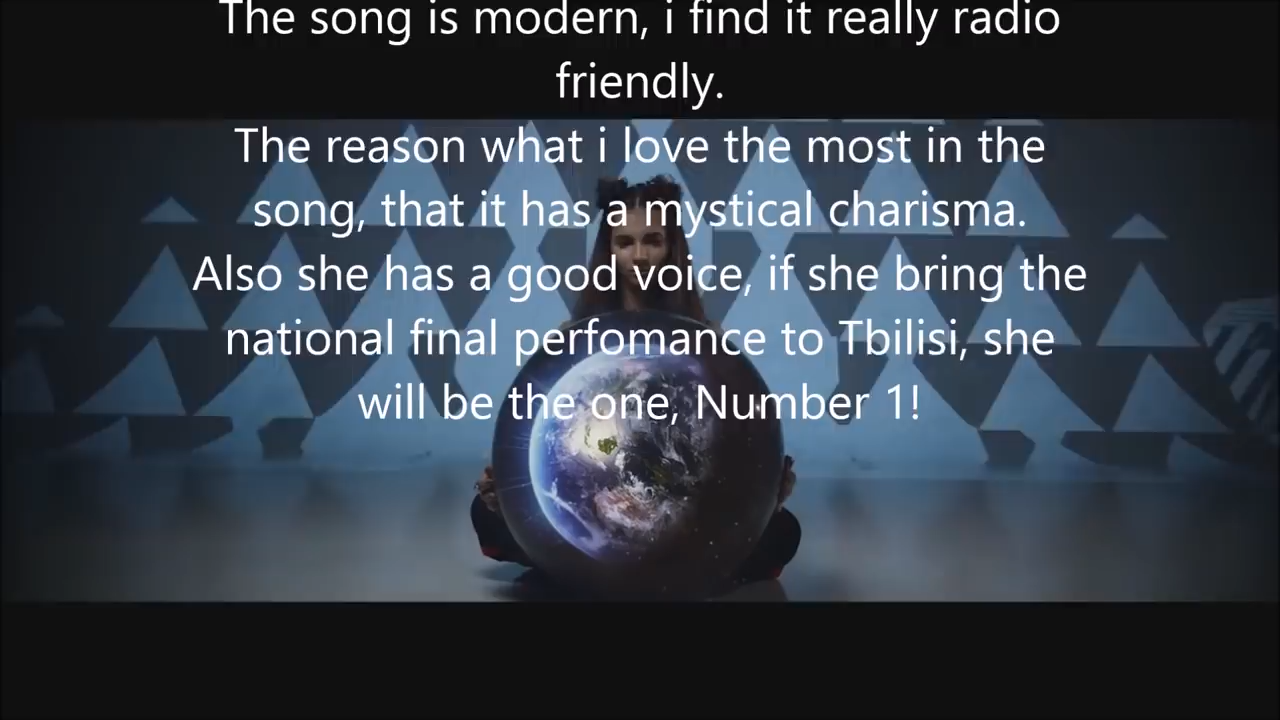 The song is modern, i find it really radio
friendly.
The reason what i love the most in the
song, that it has a mystical charisma.
Also she has a good voice, if she bring the
national final perfomance to Tbilisi, she
will be the one, Number 1!